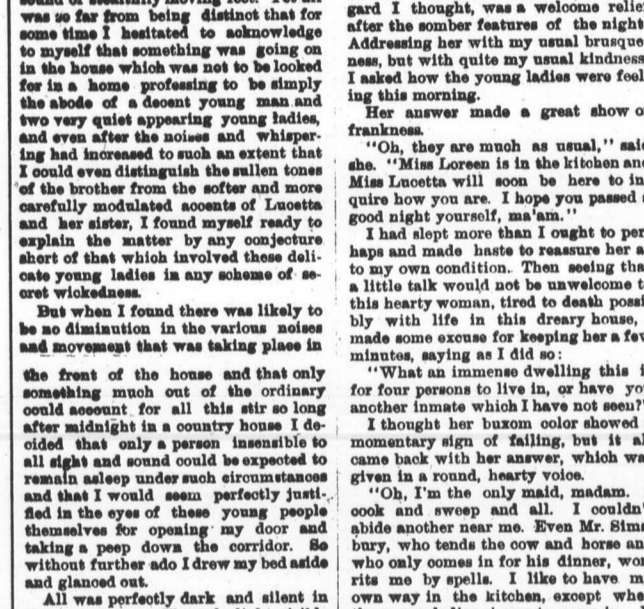 was so far from being distinct that for
some time I hesitated to acknowledge
to myself that something was going on
in the house which was not to be looked
for in a home professing to be simply
the abode of a decent young man and
two very quiet appearing young ladies,
and even after the noises and whisper-
ing had increased to such an extent that
I could even distinguish the sullen tones
of the brother from the softer and more
carefully modulated accents of Lucetta
and her sister, I found myself ready to
explain the matter by any conjecture
short of that which involved these deli-
cate young ladies in any scheme of se-
cret wickedness.
But when I found there was likely to
be no diminution in the various noises
and movement that was taking place in
the front of the house and that only
something much out of the ordinary
could account for all this stir so long
after midnight in a country house I de-
cided that only a person insensible to
all sight and sound could be expected to
remain asleep under such circumstances
and that I would seem perfectly justi-
fied in the eyes of these young people
themselves for opening my door and
taking a peep down the corridor. So
without further ado I drew my bed aside
and glanced out.
All was perfectly dark and silent in
gard I thought, was a welcome relie
after the somber features of the night
Addressing her with my usual brusque
ness, but with quite my usual kindness
I asked how the young ladies were feel
ing this morning.
Her answer made a great show o
frankness.
"Oh, they are much as usual," said
she. "Miss Loreen is in the kitchen and
Miss Lucetta will soon be here to in
quire how you are. I hope you passed
good night yourself, ma'am."
I had slept more than I ought to per
haps and made haste to reassure her a
to my own condition. Then seeing tha
a little talk would not be unwelcome t
this hearty woman, tired to death possi
bly with life in this dreary house,
made some excuse for keeping her a few
minutes, saying as I did so:
"What an immense dwelling this i
for four persons to live in, or have yo
another inmate which I have not seen?"
I thought her buxom color showed
momentary sign of failing, but it al
came back with her answer, which wa
given in a round, hearty voice.
"Oh, I'm the only maid, madam.
cook and sweep and all. I couldn'
abide another near me. Even Mr. Sims
bury, who tends the cow and horse an
who only comes in for his dinner, wor
rits me by spells. I like to have m
own way in the kitchen, except whe